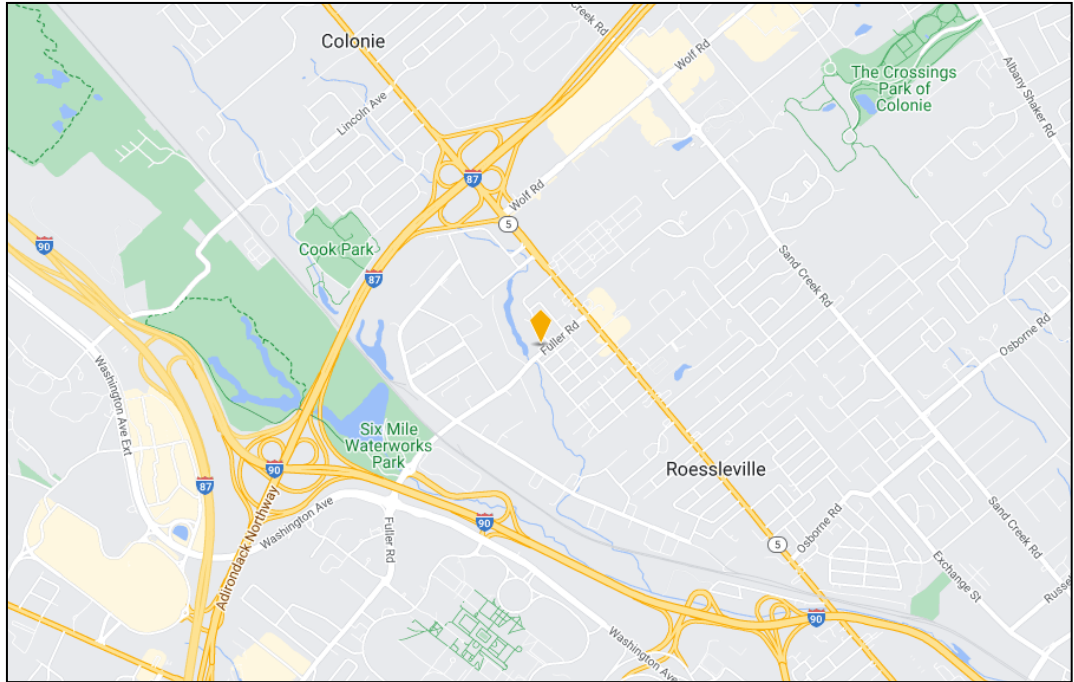 Colonie
Creek Rd
Wolf Rd
The Crossings
Park of
Colonie
Albany Shaker Rd
Lincoln Ave
87
Wolf Rd
5
90
Cook Park
87
Sand Creek Rd
Fuller Rd
Osborne Rd
Washington Ave Ext
Six Mile
Waterworks
Park
Roessleville
90
87
Adirondack Northway
Washington Ave
Fuller Rd
90
5
Osborne Rd
Sand Creek Rd
Exchange St
Washington Ave
90